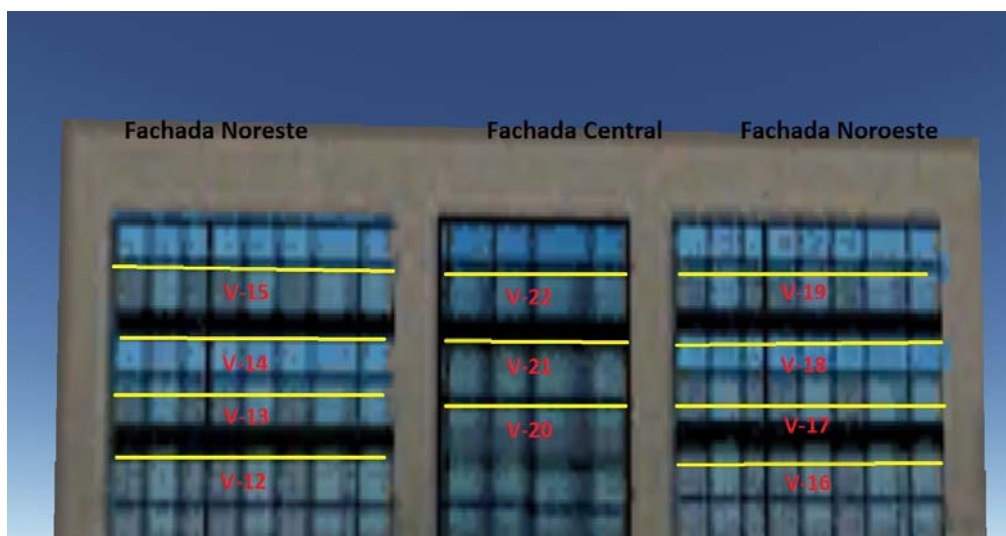 Fachada Noreste
Fachada Central
Fachada Noroeste
V-15
V-22
V-19
V-14
V-21
V-18
V-13
V-20
V-17
V-12
V-16